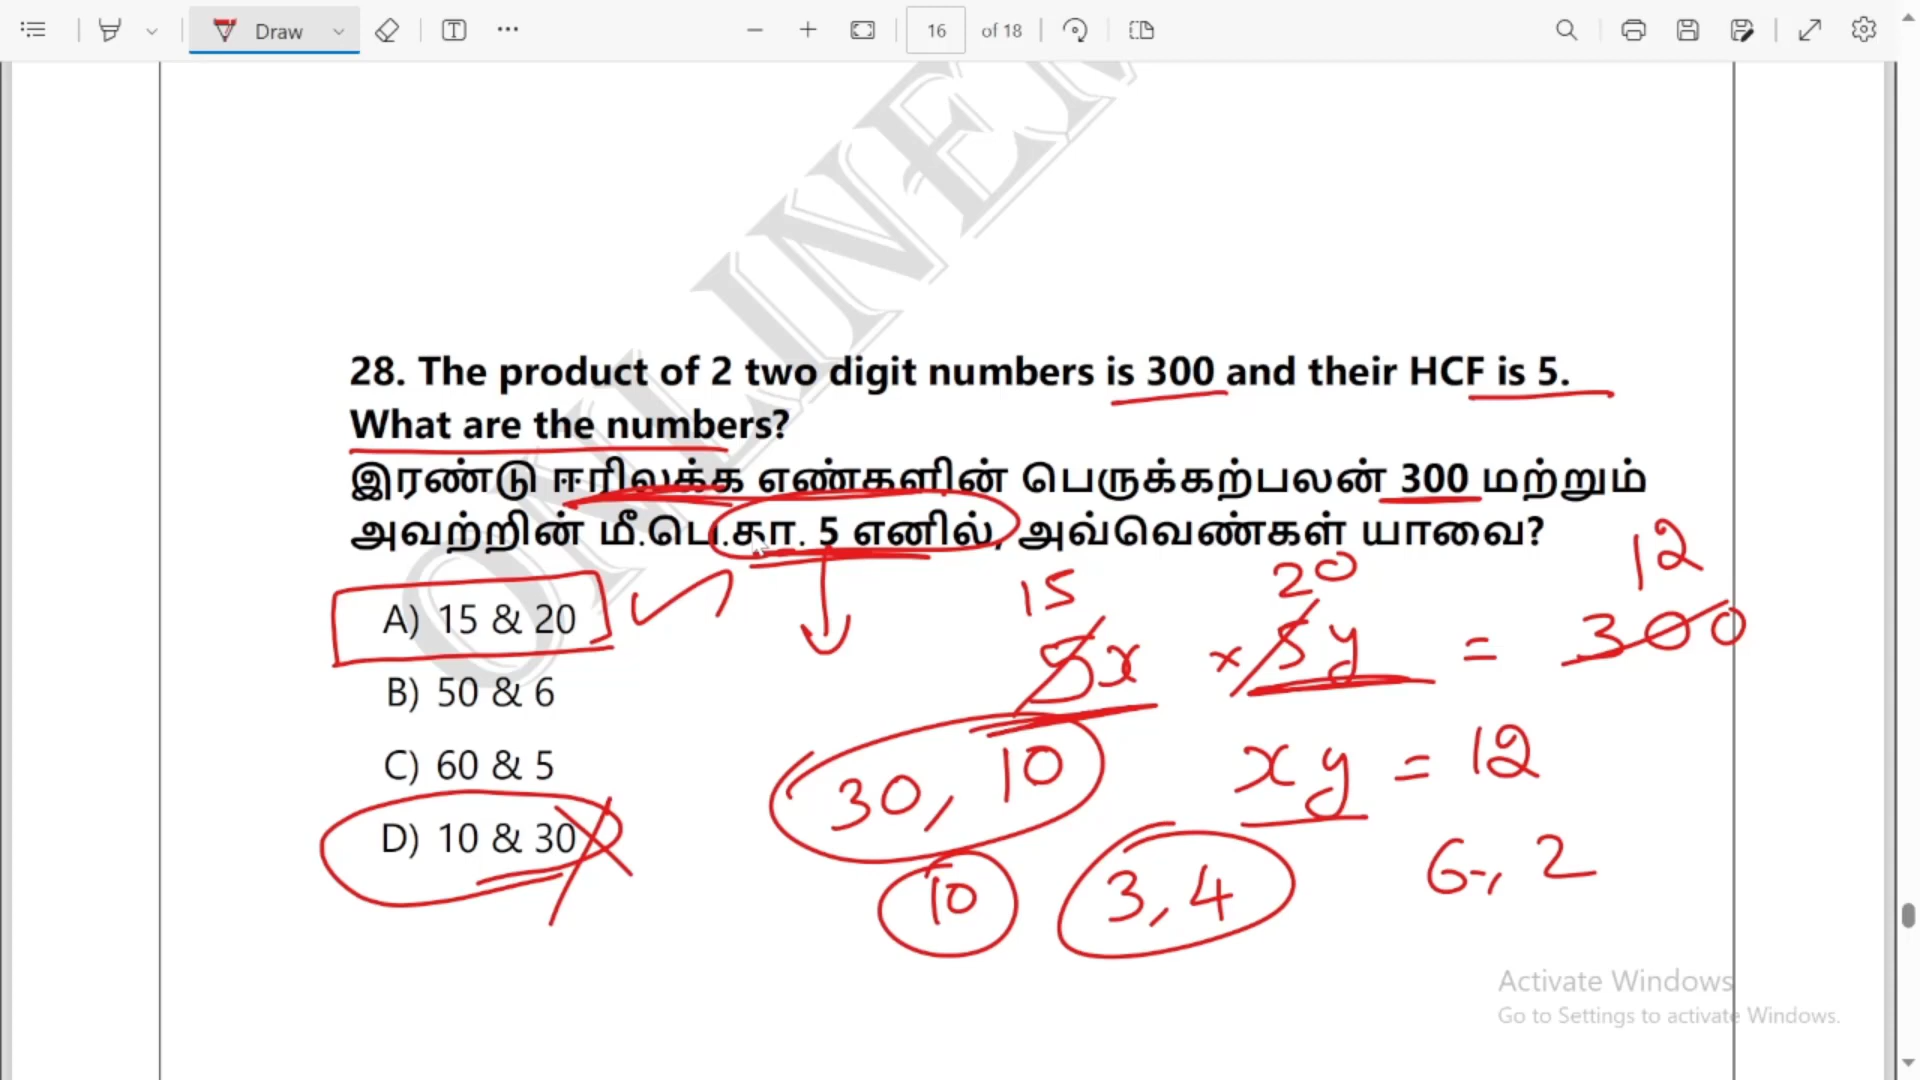 Draw
16 of 18
ONLINE
28. The product of 2 two digit numbers is 300 and their HCF is 5.
What are the numbers?
இரண்டு ஈரிலக்க எண்களின் பெருக்கற்பலன் 300 மற்றும்
அவற்றின் மீ.பெ.கா. 5 எனில், அவ்வெண்கள் யாவை?
12
15 20
A) 15 & 20
5x × 5y = 300
B) 50 & 6
C) 60 & 5
30, 10
xy = 12
D) 10 & 30
10
3, 4
6, 2
Activate Windows
Go to Settings to activate Windows.